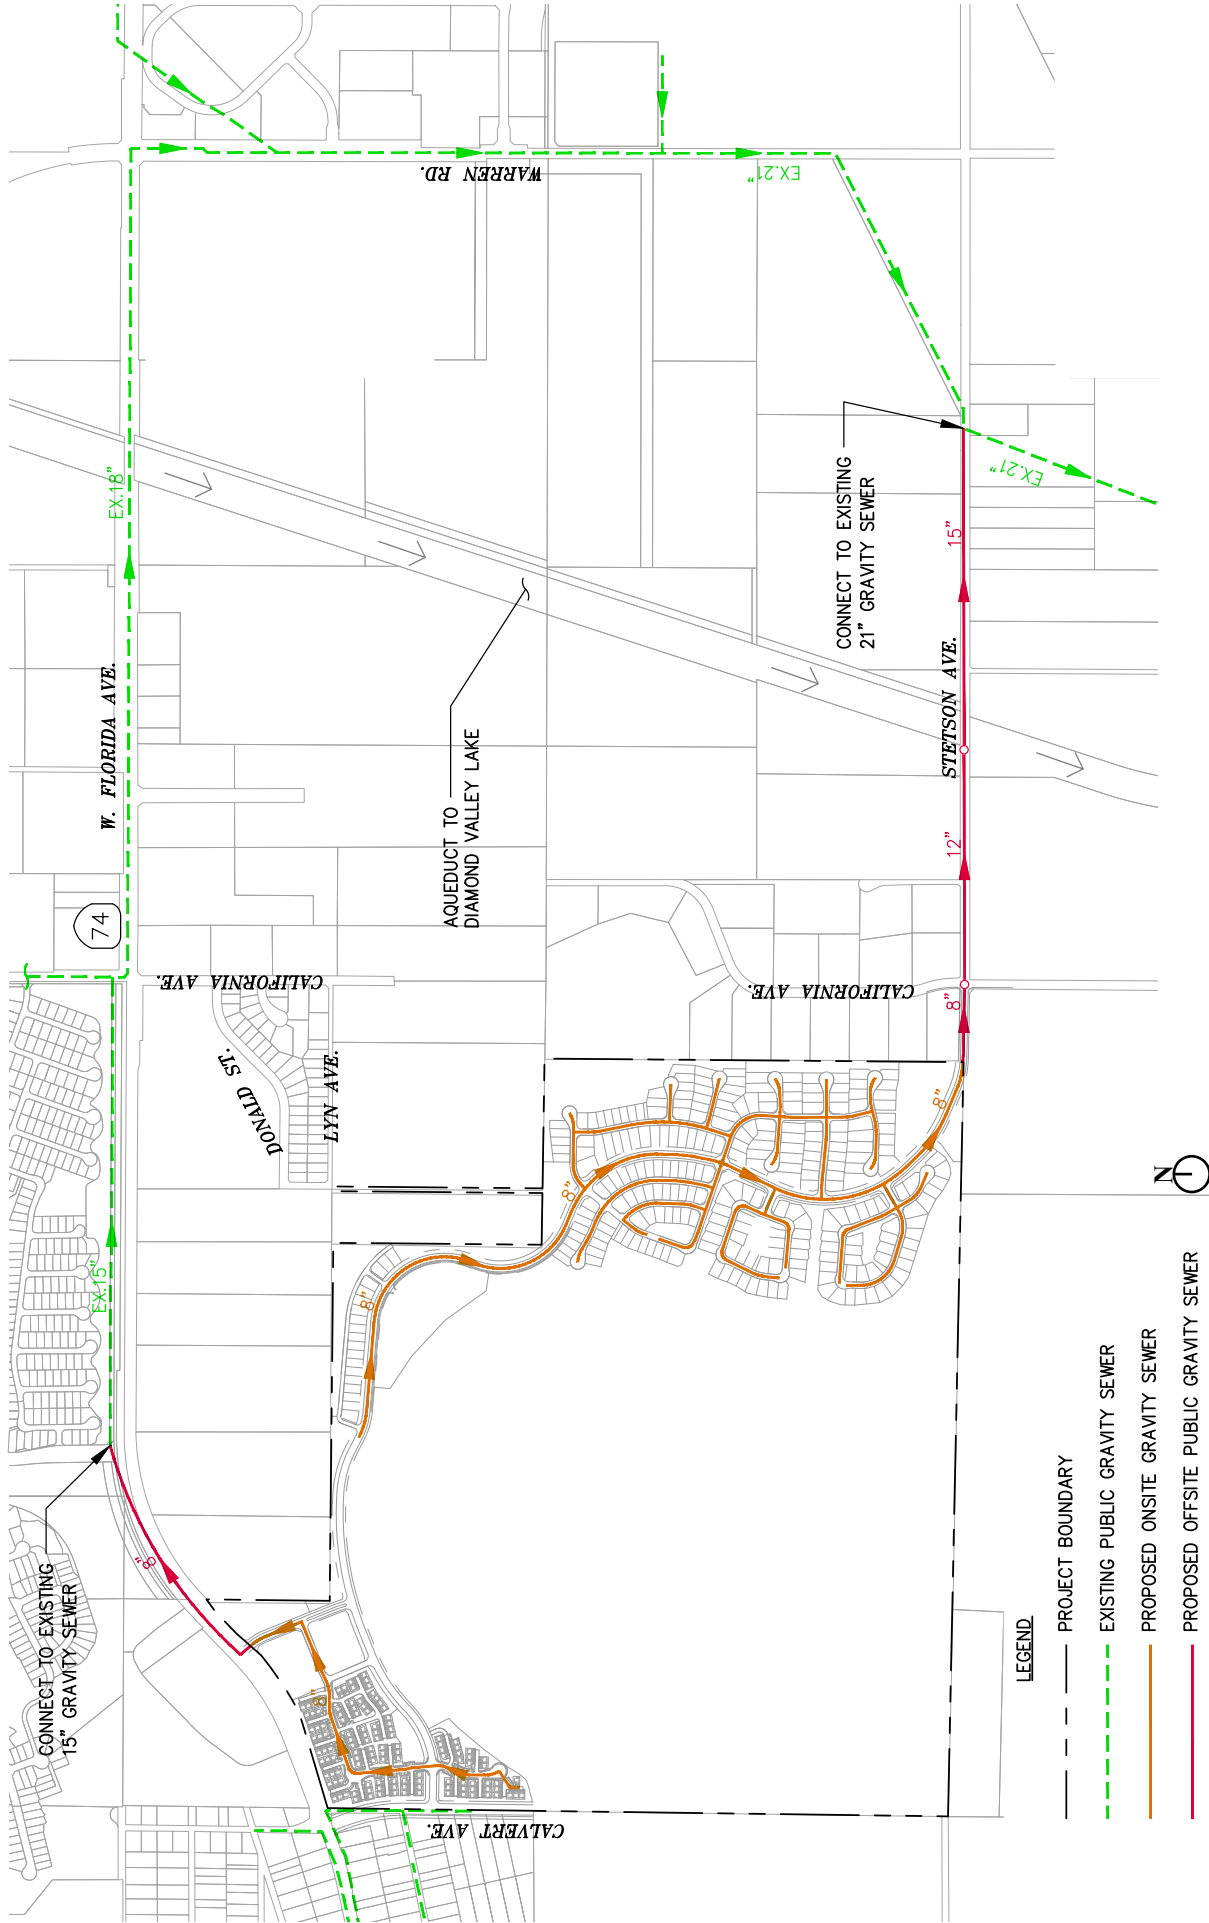 CONNECT TO EXISTING
15" GRAVITY SEWER
8"
EX.15"
74
W. FLORIDA AVE.
EX.18"
WARREN RD.
EX.21"
CALIFORNIA AVE.
DONALD ST.
LYN AVE.
AQUEDUCT TO
DIAMOND VALLEY LAKE
CONNECT TO EXISTING
21" GRAVITY SEWER
EX.21"
STETSON AVE.
15"
12"
8"
CALIFORNIA AVE.
8"
8"
8"
8"
CALVERT AVE.
N
LEGEND
PROJECT BOUNDARY
EXISTING PUBLIC GRAVITY SEWER
PROPOSED ONSITE GRAVITY SEWER
PROPOSED OFFSITE PUBLIC GRAVITY SEWER